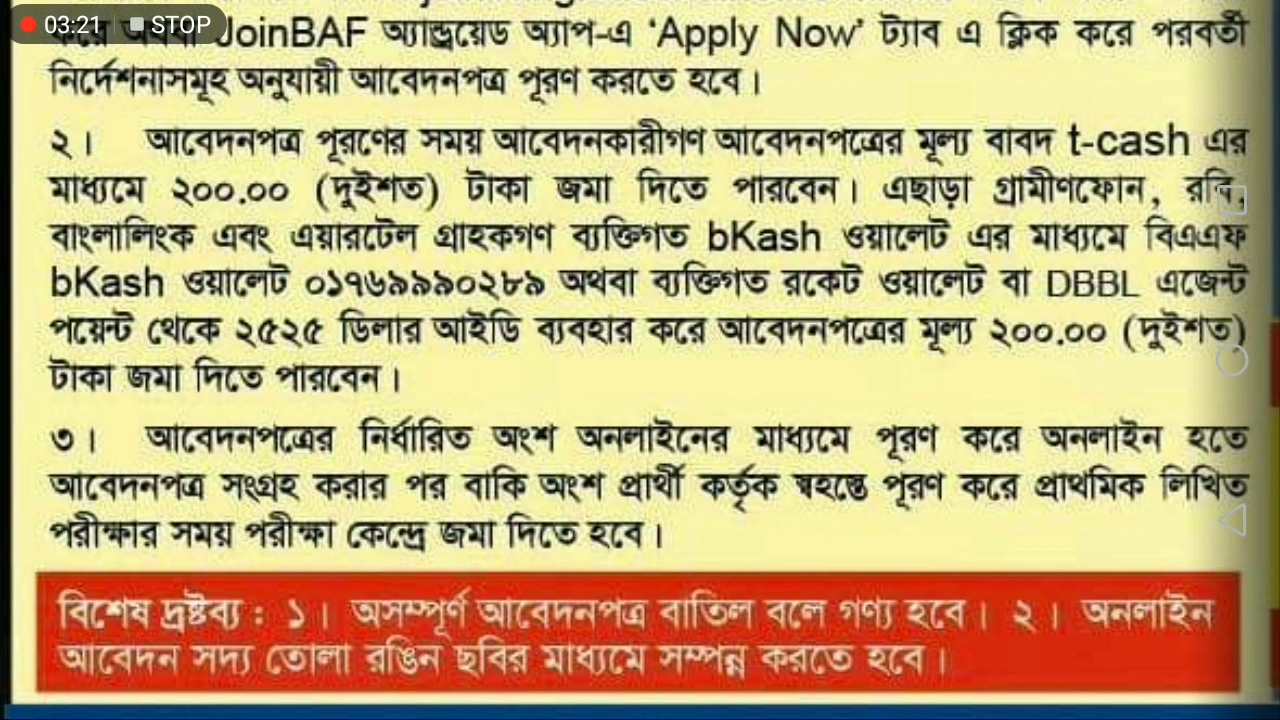 03:21 STOP
করে অথবা JoinBAF অ্যান্ড্রয়েড অ্যাপ-এ ‘Apply Now’ ট্যাব এ ক্লিক করে পরবর্তী
নির্দেশনাসমূহ অনুযায়ী আবেদনপত্র পূরণ করতে হবে।
২। আবেদনপত্র পূরণের সময় আবেদনকারীগণ আবেদনপত্রের মূল্য বাবদ t-cash এর
মাধ্যমে ২০০.০০ (দুইশত) টাকা জমা দিতে পারবেন। এছাড়া গ্রামীণফোন, রবি,
বাংলালিংক এবং এয়ারটেল গ্রাহকগণ ব্যক্তিগত bKash ওয়ালেট এর মাধ্যমে বিএএফ
bKash ওয়ালেট ০১৭৬৯৯৯০২৮৯ অথবা ব্যক্তিগত রকেট ওয়ালেট বা DBBL এজেন্ট
পয়েন্ট থেকে ২৫২৫ ডিলার আইডি ব্যবহার করে আবেদনপত্রের মূল্য ২০০.০০ (দুইশত)
টাকা জমা দিতে পারবেন।
৩। আবেদনপত্রের নির্ধারিত অংশ অনলাইনের মাধ্যমে পূরণ করে অনলাইন হতে
আবেদনপত্র সংগ্রহ করার পর বাকি অংশ প্রার্থী কর্তৃক স্বহস্তে পূরণ করে প্রাথমিক লিখিত
পরীক্ষার সময় পরীক্ষা কেন্দ্রে জমা দিতে হবে।
বিশেষ দ্রষ্টব্য : ১। অসম্পূর্ণ আবেদনপত্র বাতিল বলে গণ্য হবে। ২। অনলাইন
আবেদন সদ্য তোলা রঙিন ছবির মাধ্যমে সম্পন্ন করতে হবে।